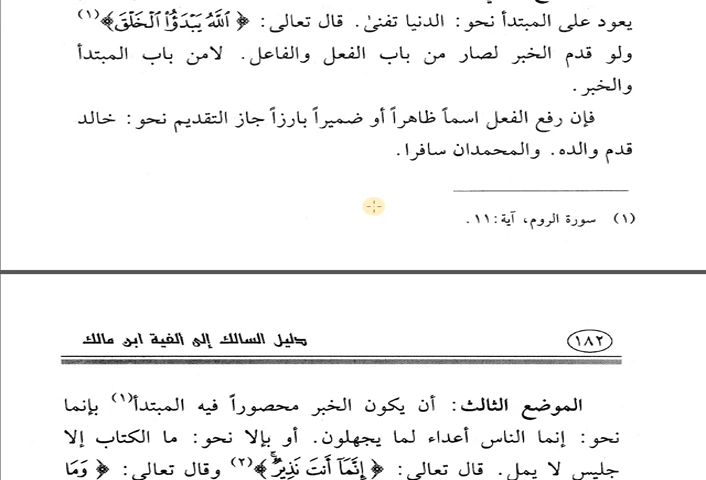 يعود على المبتدأ نحو: الدنيا تفنىٰ. قال تعالى: ﴿ ٱللَّهُ يَبْدَؤُا۟ ٱلْخَلْقَ ﴾(١)
ولو قدم الخبر لصار من باب الفعل والفاعل. لامن باب المبتدأ
والخبر.
فإن رفع الفعل اسماً ظاهراً أو ضميراً بارزاً جاز التقديم نحو: خالد
قدم والده. والمحمدان سافرا.
(١) سورة الروم، آية: ١١.
١٨٢ دليل السالك إلى ألفية ابن مالك
الموضع الثالث: أن يكون الخبر محصوراً فيه المبتدأ(١) بإنما
نحو: إنما الناس أعداء لما يجهلون. أو بإلا نحو: ما الكتاب إلا
جليس لا يمل. قال تعالى: ﴿ إِنَّمَآ أَنتَ نَذِيرٌ ﴾(٢) وقال تعالى: ﴿ وَمَا